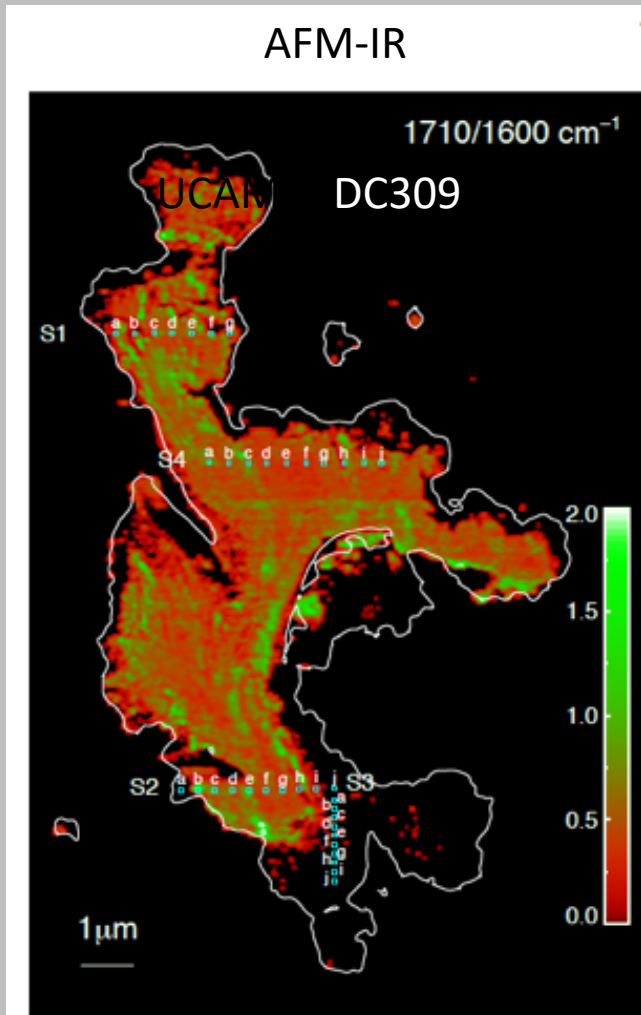 AFM-IR
1710/1600 cm⁻¹
UCAM DC309
S1 a b c d e f g
S4 a b c d e f g h i j
2.0
1.5
1.0
0.5
0.0
S2 a b c d e f g h i j S3
a
b
c
d
e
f
g
h
i
j
1μm